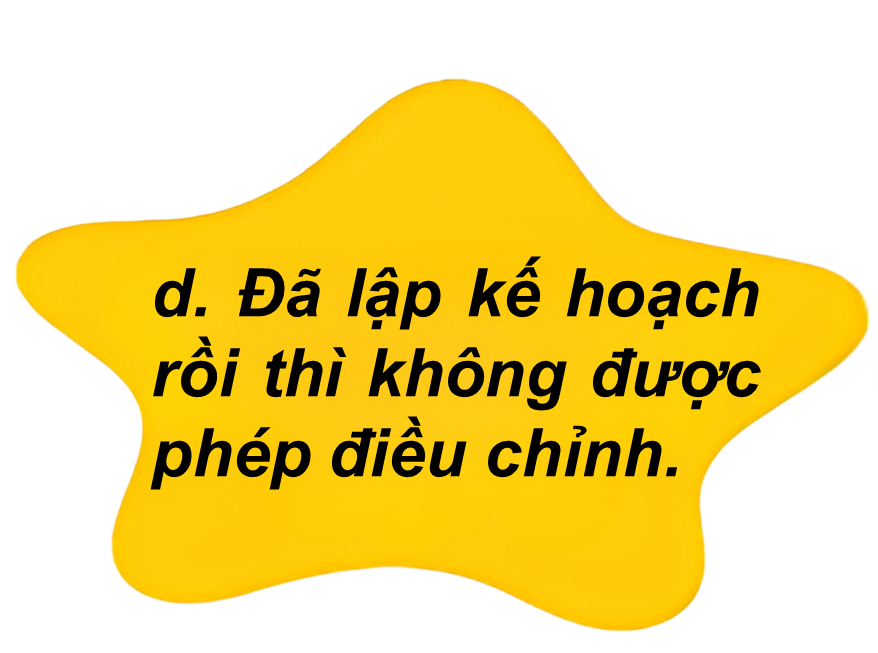 d. Đã lập kế hoạch
rồi thì không được
phép điều chỉnh.